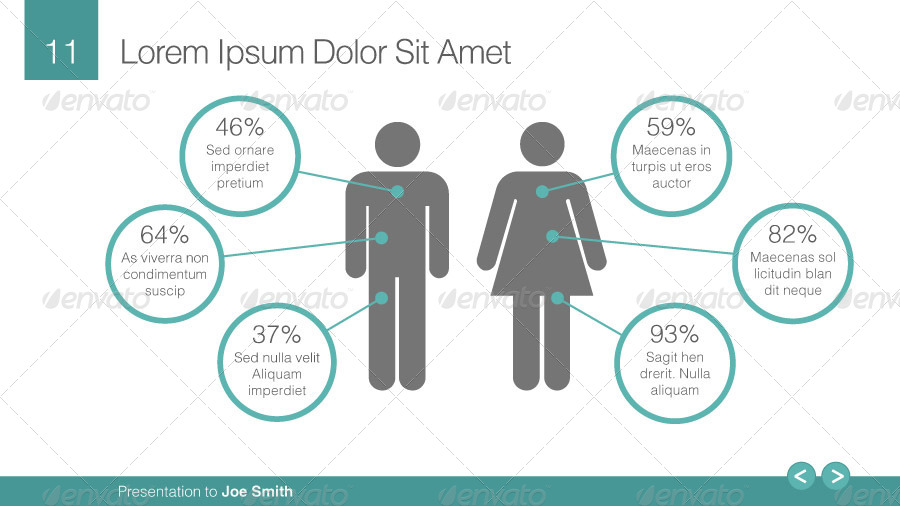 11
Lorem Ipsum Dolor Sit Amet
46%
Sed ornare
imperdiet
pretium
64%
As viverra non
condimentum
suscip
37%
Sed nulla velit
Aliquam
imperdiet
59%
Maecenas in
turpis ut eros
auctor
82%
Maecenas sol
licitudin blan
dit neque
93%
Sagit hen
drerit. Nulla
aliquam
Presentation to Joe Smith
envato